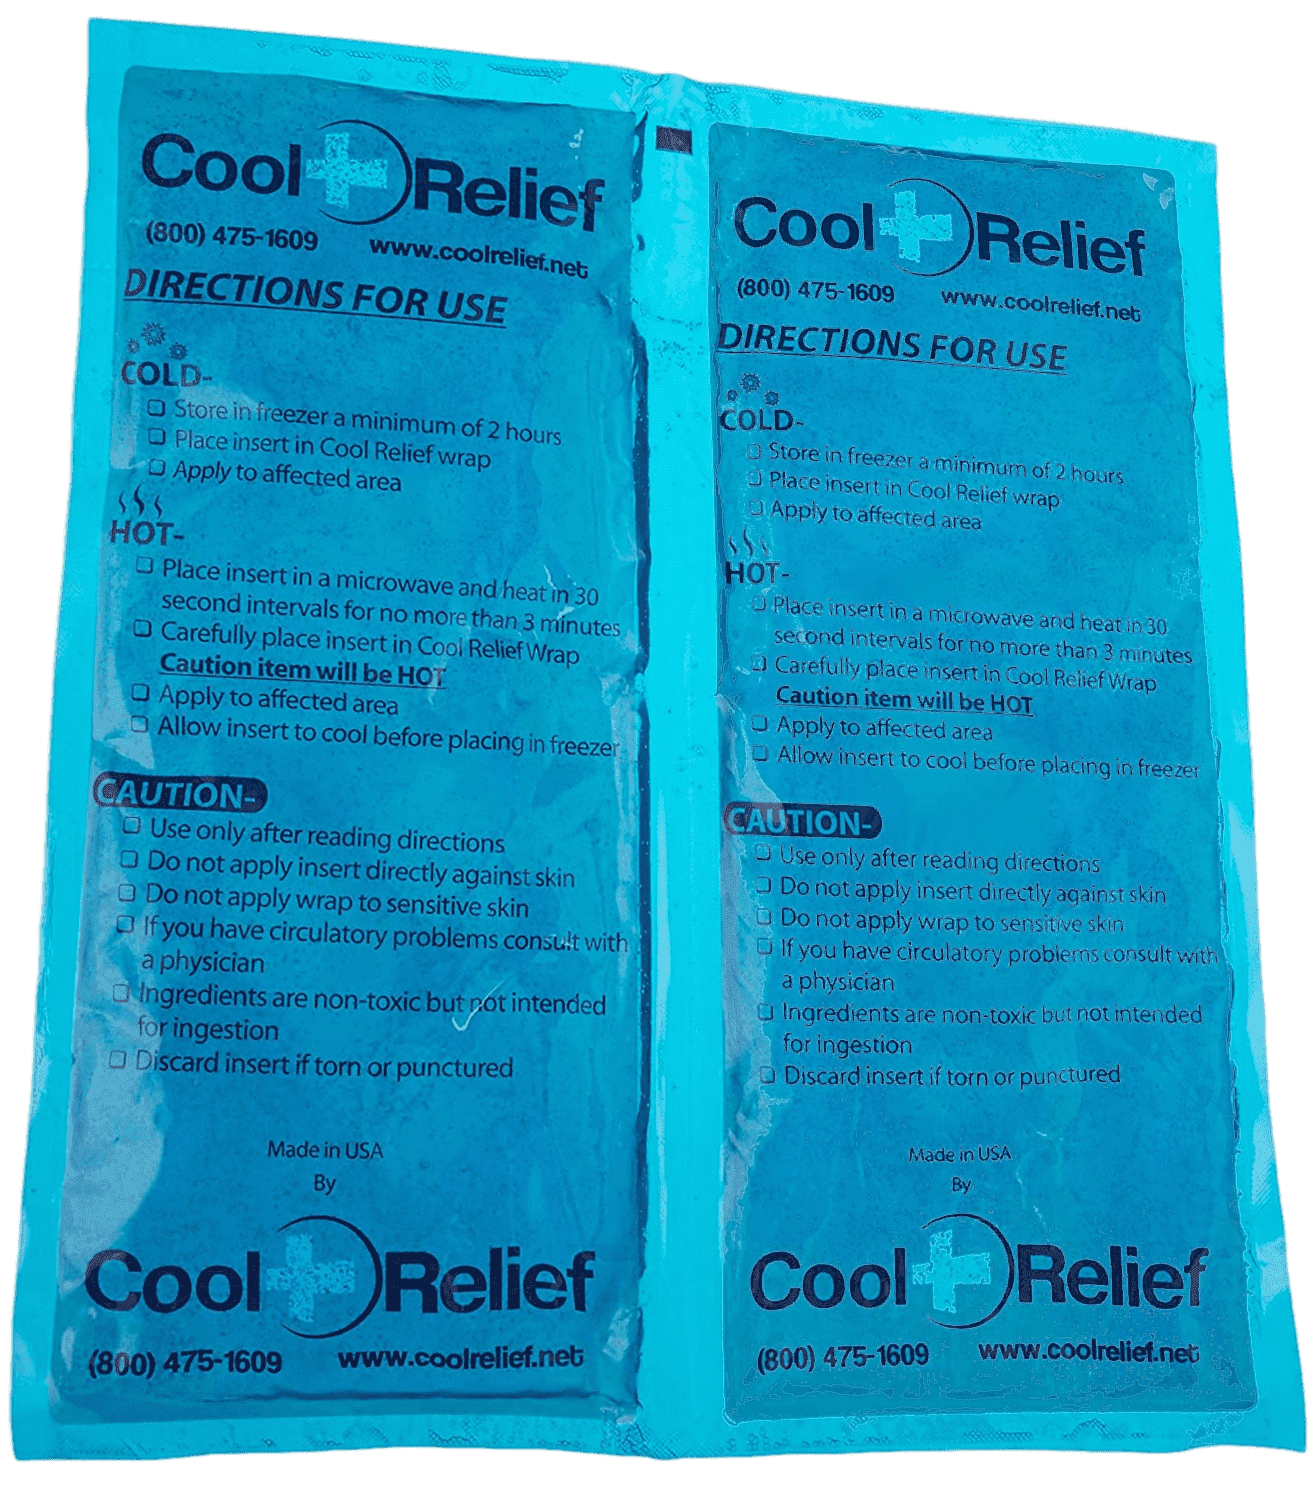 Cool Relief
(800) 475-1609 www.coolrelief.net
DIRECTIONS FOR USE
COLD-
Store in freezer a minimum of 2 hours
Place insert in Cool Relief wrap
Apply to affected area
HOT-
Place insert in a microwave and heat in 30
second intervals for no more than 3 minutes
Carefully place insert in Cool Relief Wrap
Caution item will be HOT
Apply to affected area
Allow insert to cool before placing in freezer
CAUTION-
Use only after reading directions
Do not apply insert directly against skin
Do not apply wrap to sensitive skin
If you have circulatory problems consult with
a physician
Ingredients are non-toxic but not intended
for ingestion
Discard insert if torn or punctured
Made in USA
By
Cool Relief
(800) 475-1609 www.coolrelief.net
Cool Relief
(800) 475-1609 www.coolrelief.net
DIRECTIONS FOR USE
COLD-
Store in freezer a minimum of 2 hours
Place insert in Cool Relief wrap
Apply to affected area
HOT-
Place insert in a microwave and heat in 30
second intervals for no more than 3 minutes
Carefully place insert in Cool Relief Wrap
Caution item will be HOT
Apply to affected area
Allow insert to cool before placing in freezer
CAUTION-
Use only after reading directions
Do not apply insert directly against skin
Do not apply wrap to sensitive skin
If you have circulatory problems consult with
a physician
Ingredients are non-toxic but not intended
for ingestion
Discard insert if torn or punctured
Made in USA
By
Cool Relief
(800) 475-1609 www.coolrelief.net